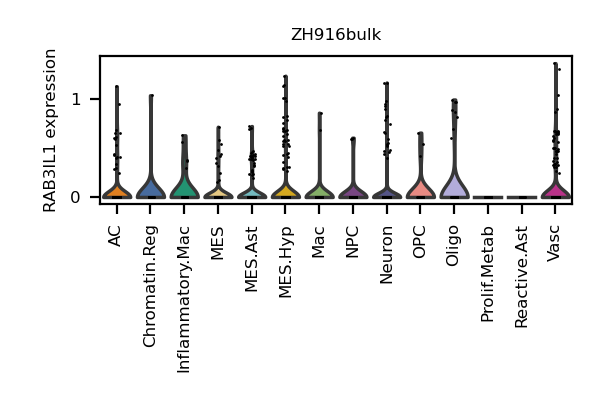 ZH916bulk
RAB3IL1 expression
1
0
AC
Chromatin.Reg
Inflammatory.Mac
MES
MES.Ast
MES.Hyp
Mac
NPC
Neuron
OPC
Oligo
Prolif.Metab
Reactive.Ast
Vasc